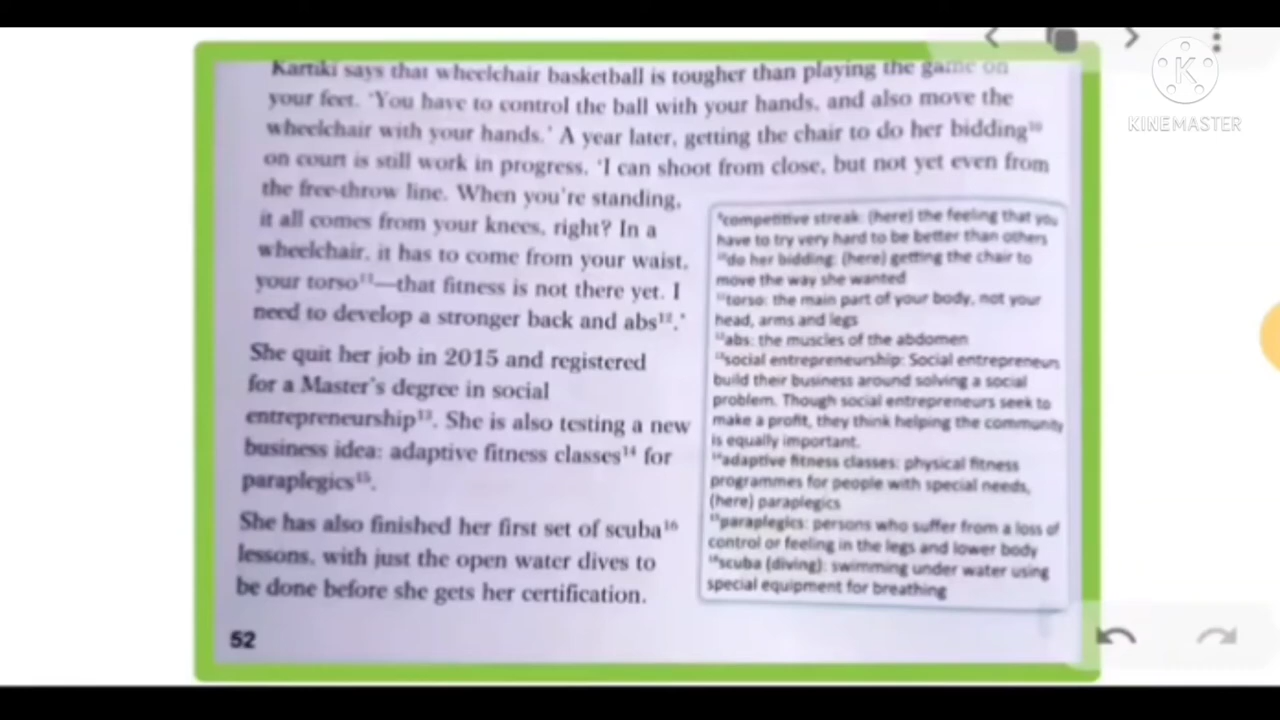 Kartiki says that wheelchair basketball is tougher than playing the game on
your feet. 'You have to control the ball with your hands, and also move the
wheelchair with your hands.' A year later, getting the chair to do her bidding¹⁰
on court is still work in progress. 'I can shoot from close, but not yet even from
the free-throw line. When you're standing,
it all comes from your knees, right? In a
wheelchair, it has to come from your waist,
your torso¹¹—that fitness is not there yet. I
need to develop a stronger back and abs¹².'
She quit her job in 2015 and registered
for a Master's degree in social
entrepreneurship¹³. She is also testing a new
business idea: adaptive fitness classes¹⁴ for
paraplegics¹⁵.
She has also finished her first set of scuba¹⁶
lessons, with just the open water dives to
be done before she gets her certification.
52
⁹competitive streak: (here) the feeling that you
have to try very hard to be better than others
¹⁰do her bidding: (here) getting the chair to
move the way she wanted
¹¹torso: the main part of your body, not your
head, arms and legs
¹²abs: the muscles of the abdomen
¹³social entrepreneurship: Social entrepreneurs
build their business around solving a social
problem. Though social entrepreneurs seek to
make a profit, they think helping the community
is equally important.
¹⁴adaptive fitness classes: physical fitness
programmes for people with special needs,
(here) paraplegics
¹⁵paraplegics: persons who suffer from a loss of
control or feeling in the legs and lower body
¹⁶scuba (diving): swimming under water using
special equipment for breathing
K
KINEMASTER